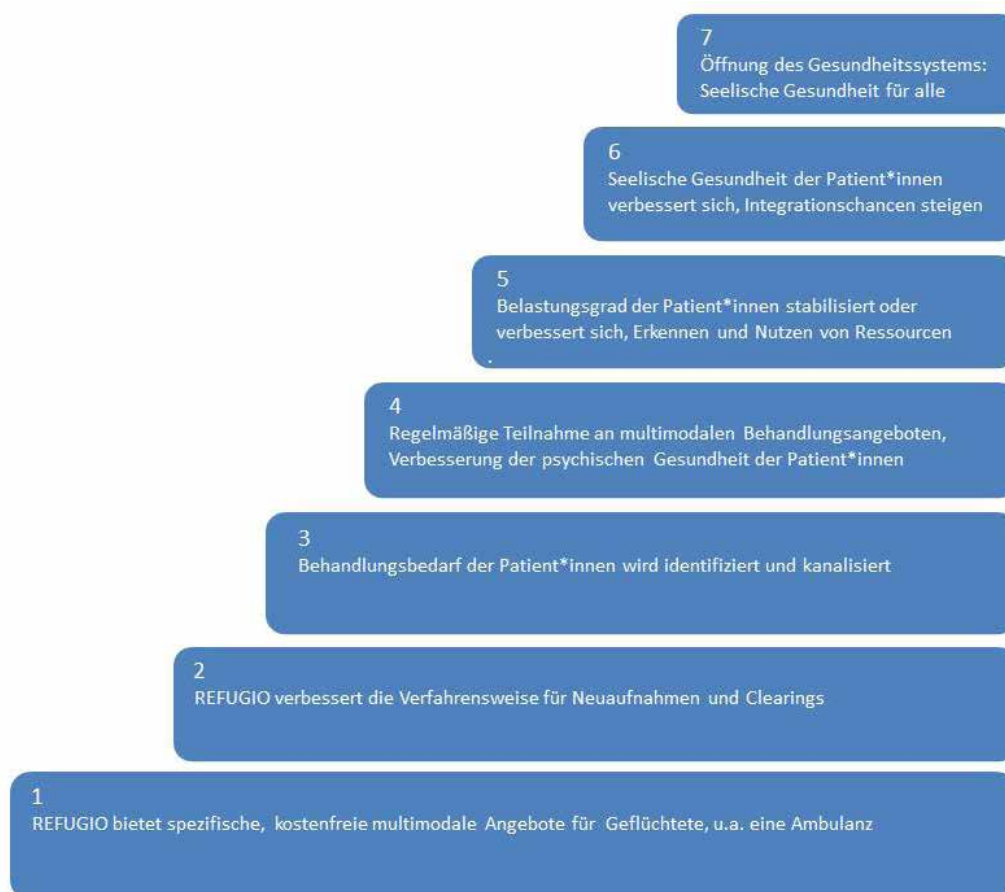 7
Öffnung des Gesundheitssystems:
Seelische Gesundheit für alle
6
Seelische Gesundheit der Patient*innen
verbessert sich, Integrationschancen steigen
5
Belastungsgrad der Patient*innen stabilisiert oder
verbessert sich, Erkennen und Nutzen von Ressourcen
.
4
Regelmäßige Teilnahme an multimodalen Behandlungsangeboten,
Verbesserung der psychischen Gesundheit der Patient*innen
3
Behandlungsbedarf der Patient*innen wird identifiziert und kanalisiert
2
REFUGIO verbessert die Verfahrensweise für Neuaufnahmen und Clearings
1
REFUGIO bietet spezifische, kostenfreie multimodale Angebote für Geflüchtete, u.a. eine Ambulanz